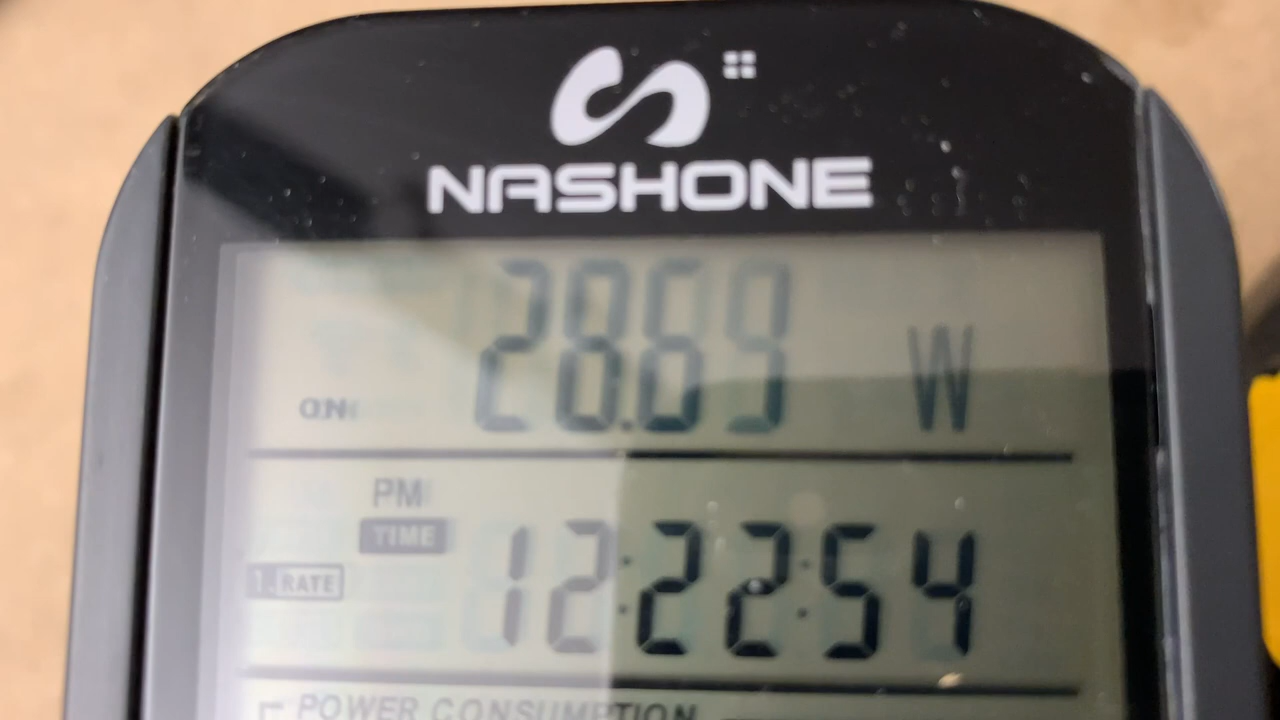 NASHONE
28.69 W
ON
PM
TIME
12:22:54
1.RATE
POWER CONSUMPTION